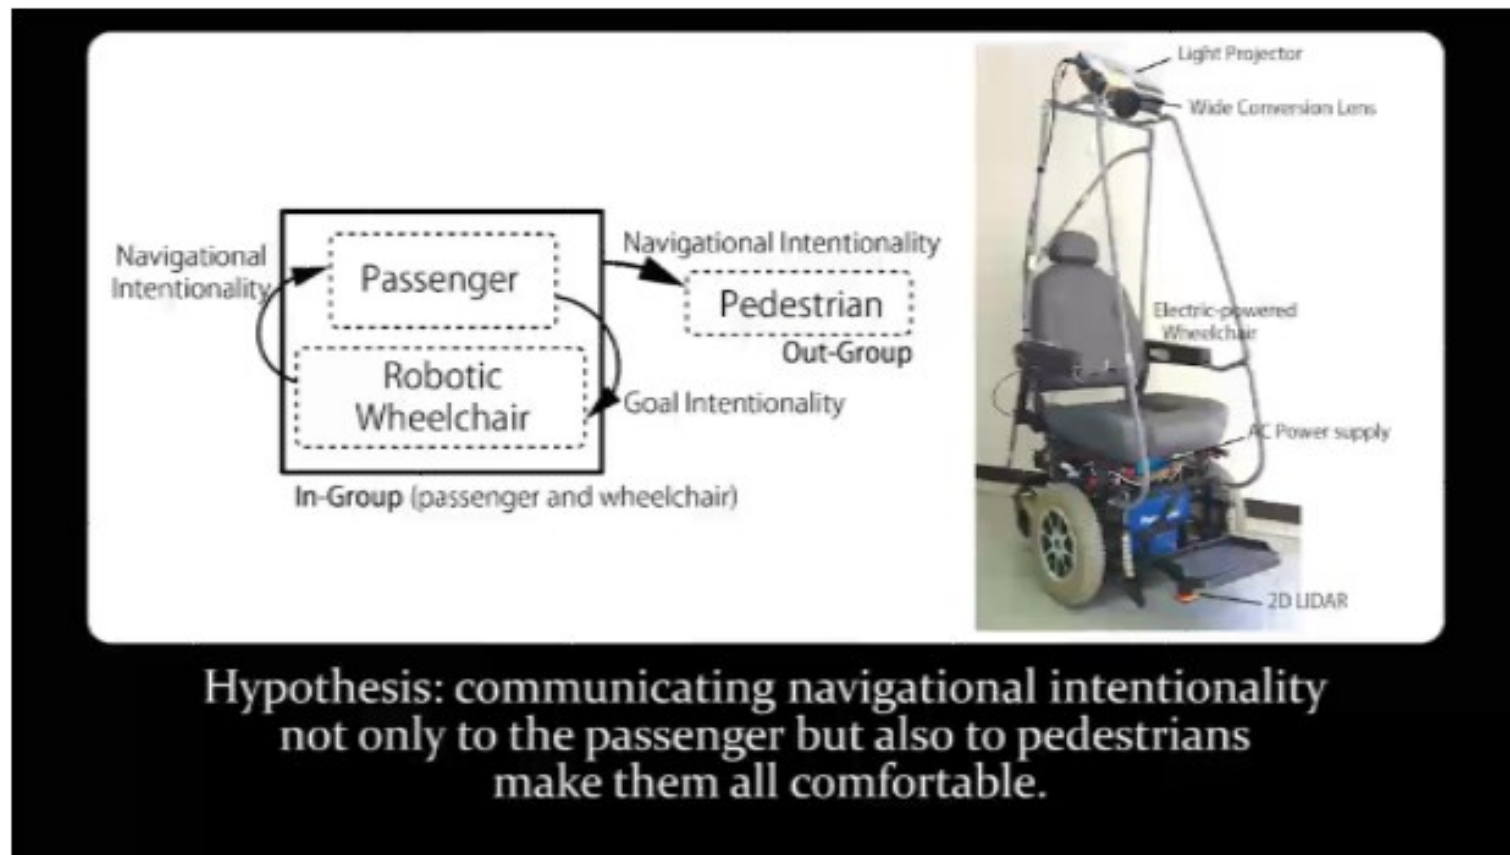 Navigational
Intentionality
Passenger
Robotic
Wheelchair
In-Group (passenger and wheelchair)
Navigational Intentionality
Pedestrian
Out-Group
Goal Intentionality
Light Projector
Wide Conversion Lens
Electric-powered
Wheelchair
AC Power supply
2D LIDAR
Hypothesis: communicating navigational intentionality
not only to the passenger but also to pedestrians
make them all comfortable.